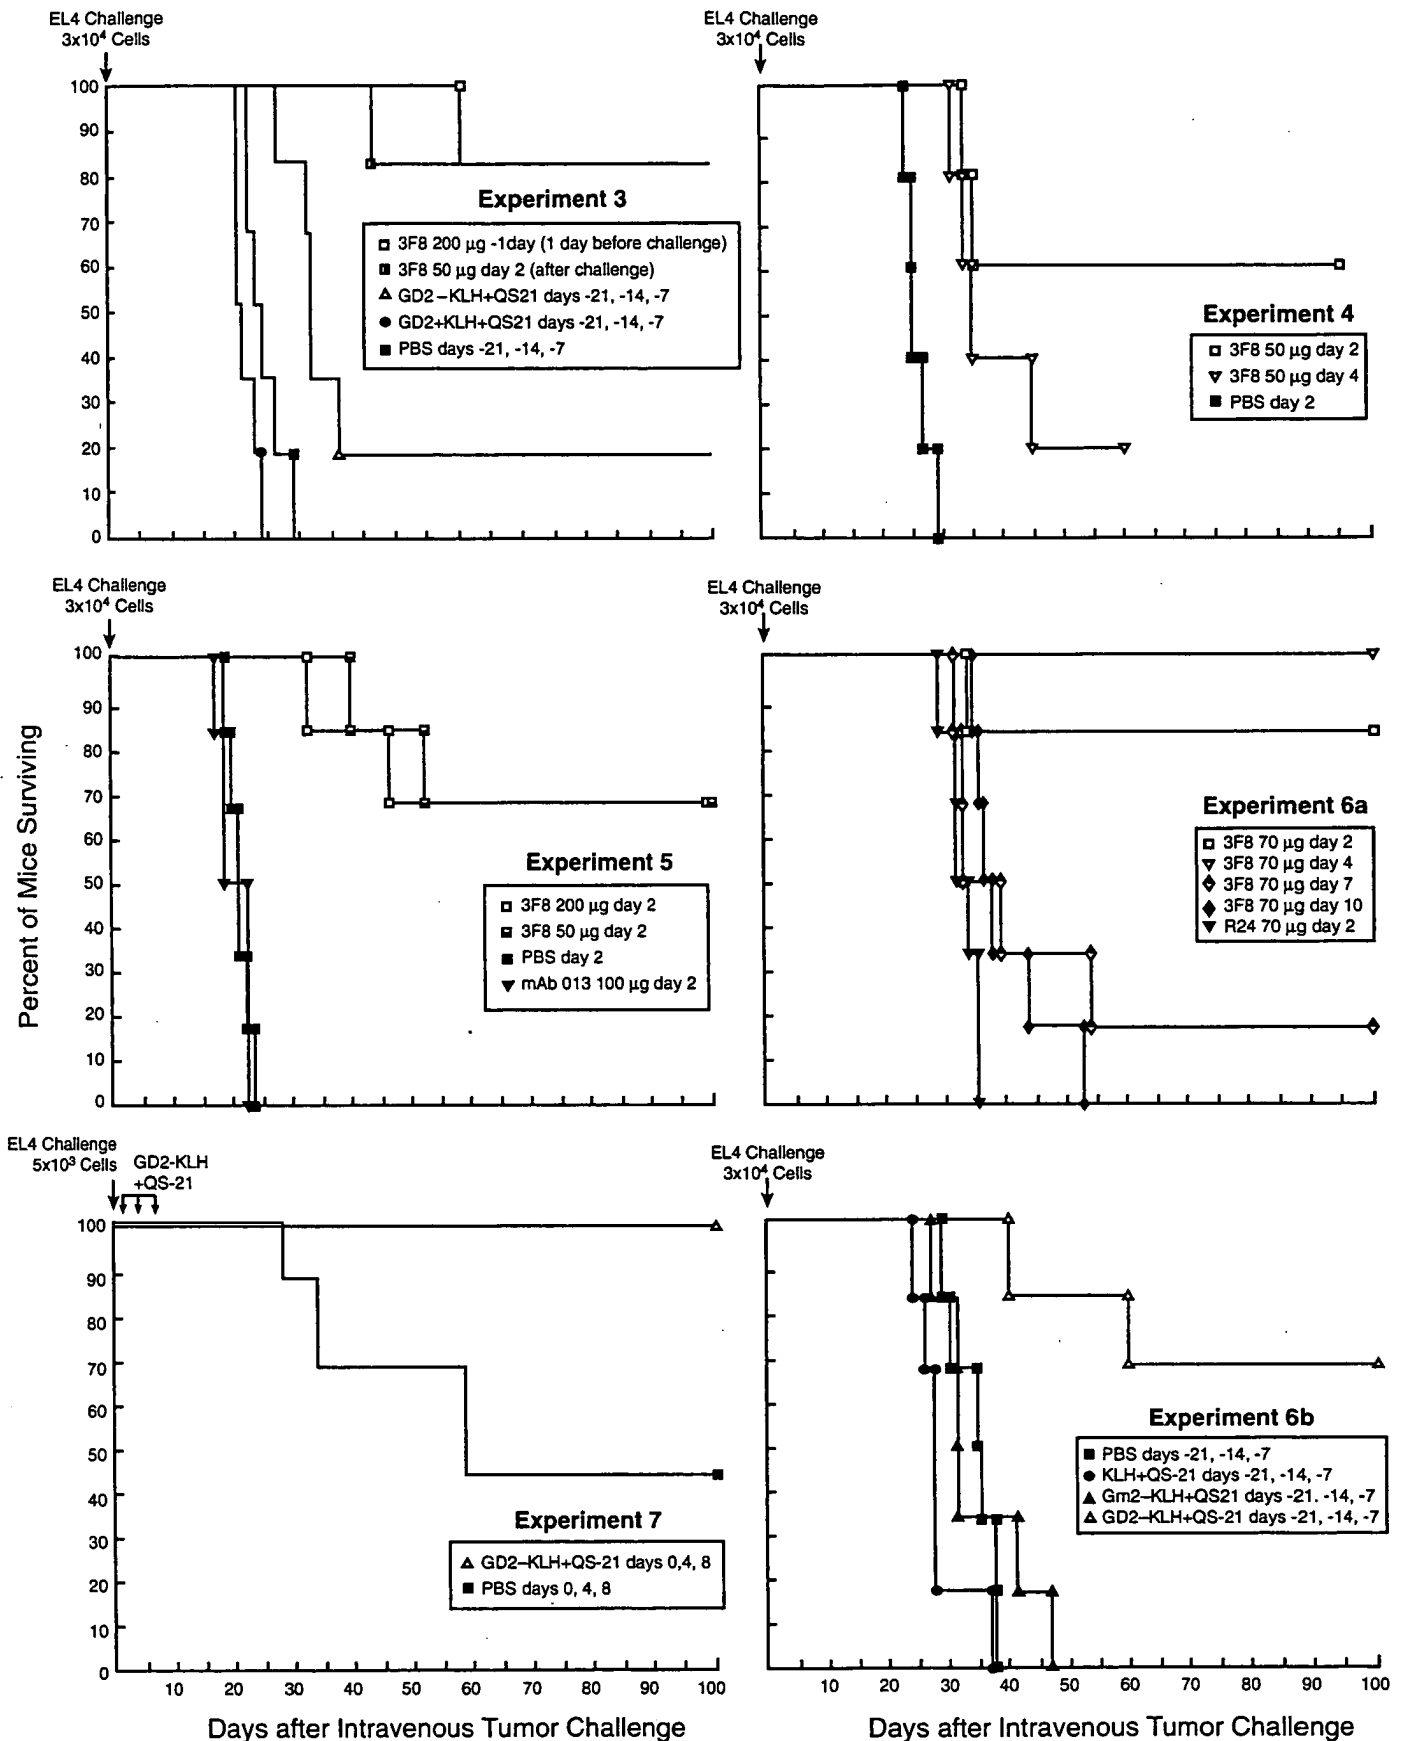 EL4 Challenge
3x10⁴ Cells
100
90
80
70
60
50
40
30
20
10
0
Experiment 3
3F8 200 µg -1day (1 day before challenge)
3F8 50 µg day 2 (after challenge)
GD2–KLH+QS21 days -21, -14, -7
GD2+KLH+QS21 days -21, -14, -7
PBS days -21, -14, -7
EL4 Challenge
3x10⁴ Cells
Experiment 4
3F8 50 µg day 2
3F8 50 µg day 4
PBS day 2
Percent of Mice Surviving
EL4 Challenge
3x10⁴ Cells
100
90
80
70
60
50
40
30
20
10
0
Experiment 5
3F8 200 µg day 2
3F8 50 µg day 2
PBS day 2
mAb 013 100 µg day 2
EL4 Challenge
3x10⁴ Cells
Experiment 6a
3F8 70 µg day 2
3F8 70 µg day 4
3F8 70 µg day 7
3F8 70 µg day 10
R24 70 µg day 2
EL4 Challenge
5x10³ Cells
GD2-KLH
+QS-21
100
90
80
70
60
50
40
30
20
10
0
Experiment 7
GD2–KLH+QS-21 days 0,4, 8
PBS days 0, 4, 8
10 20 30 40 50 60 70 80 90 100
Days after Intravenous Tumor Challenge
EL4 Challenge
3x10⁴ Cells
Experiment 6b
PBS days -21, -14, -7
KLH+QS-21 days -21, -14, -7
Gm2–KLH+QS21 days -21. -14, -7
GD2–KLH+QS-21 days -21, -14, -7
10 20 30 40 50 60 70 80 90 100
Days after Intravenous Tumor Challenge